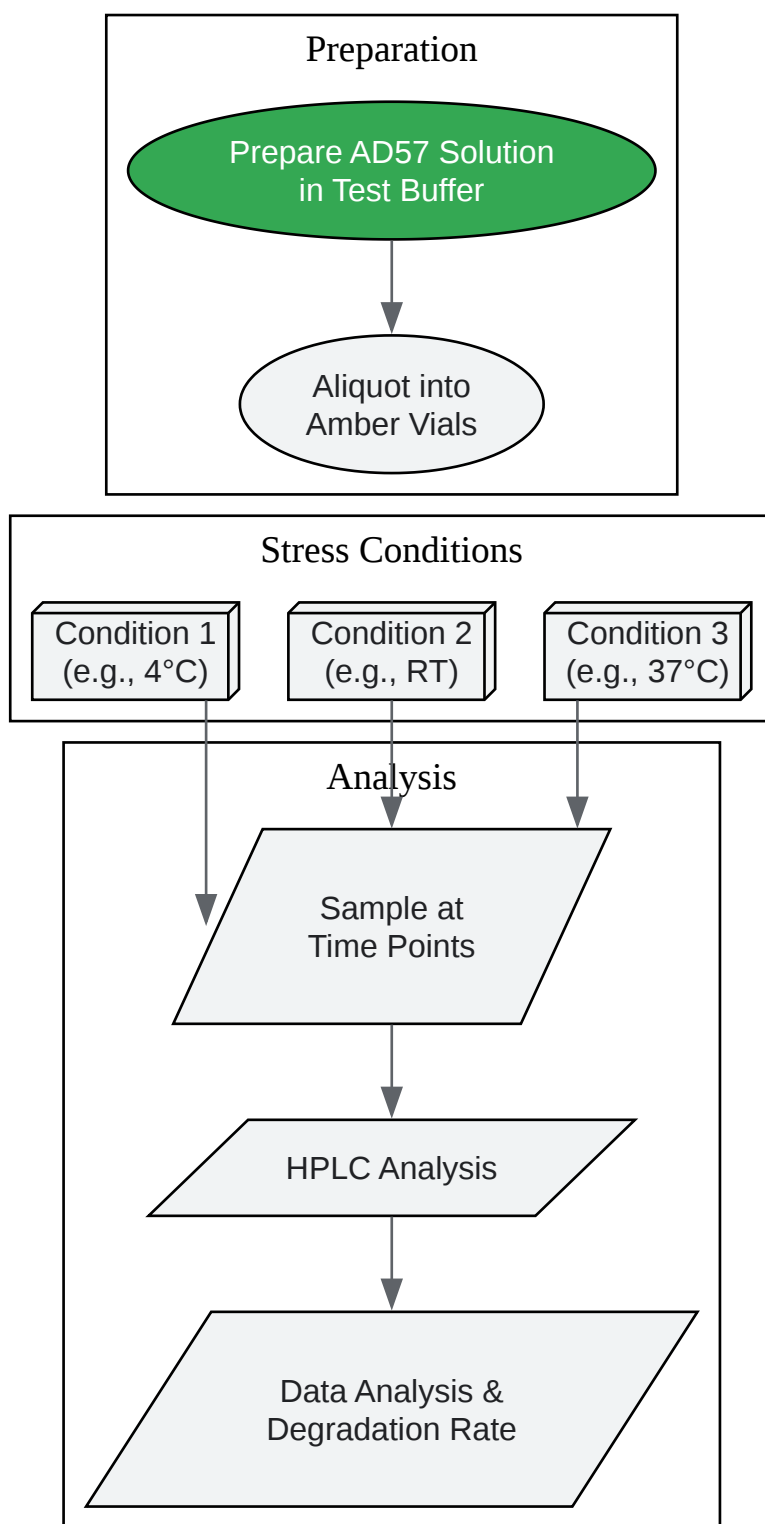 Preparation
Prepare AD57 Solution
in Test Buffer
Aliquot into
Amber Vials
Stress Conditions
Condition 1
(e.g., 4°C)
Condition 2
(e.g., RT)
Condition 3
(e.g., 37°C)
Analysis
Sample at
Time Points
HPLC Analysis
Data Analysis &
Degradation Rate